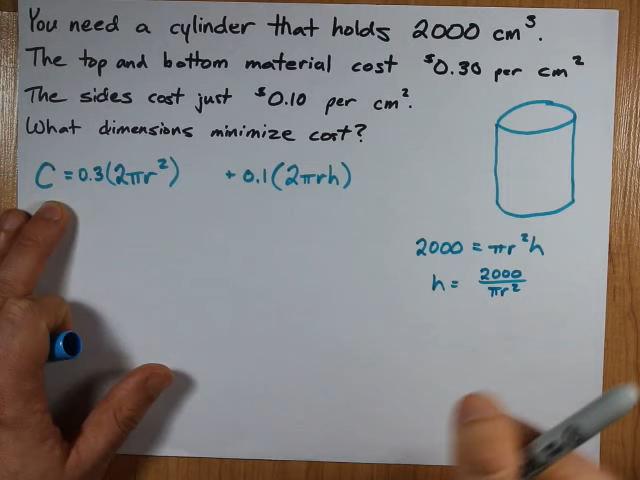 You need a cylinder that holds 2000 cm³.
The top and bottom material cost $0.30 per cm²
The sides cost just $0.10 per cm².
What dimensions minimize cost?
C = 0.3(2πr²) + 0.1(2πrh)
2000 = πr²h
h = 2000/πr²